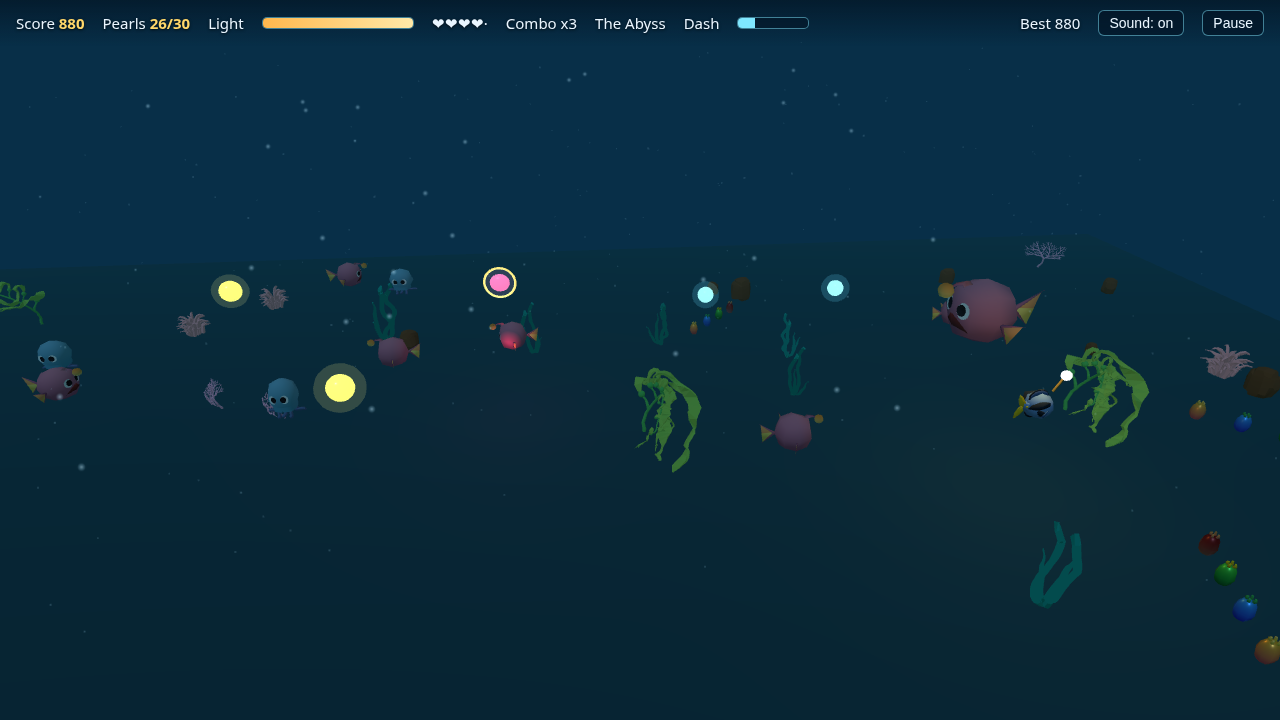 Score 880 Pearls 26/30 Light ❤❤❤❤· Combo x3 The Abyss Dash Best 880 Sound: on Pause